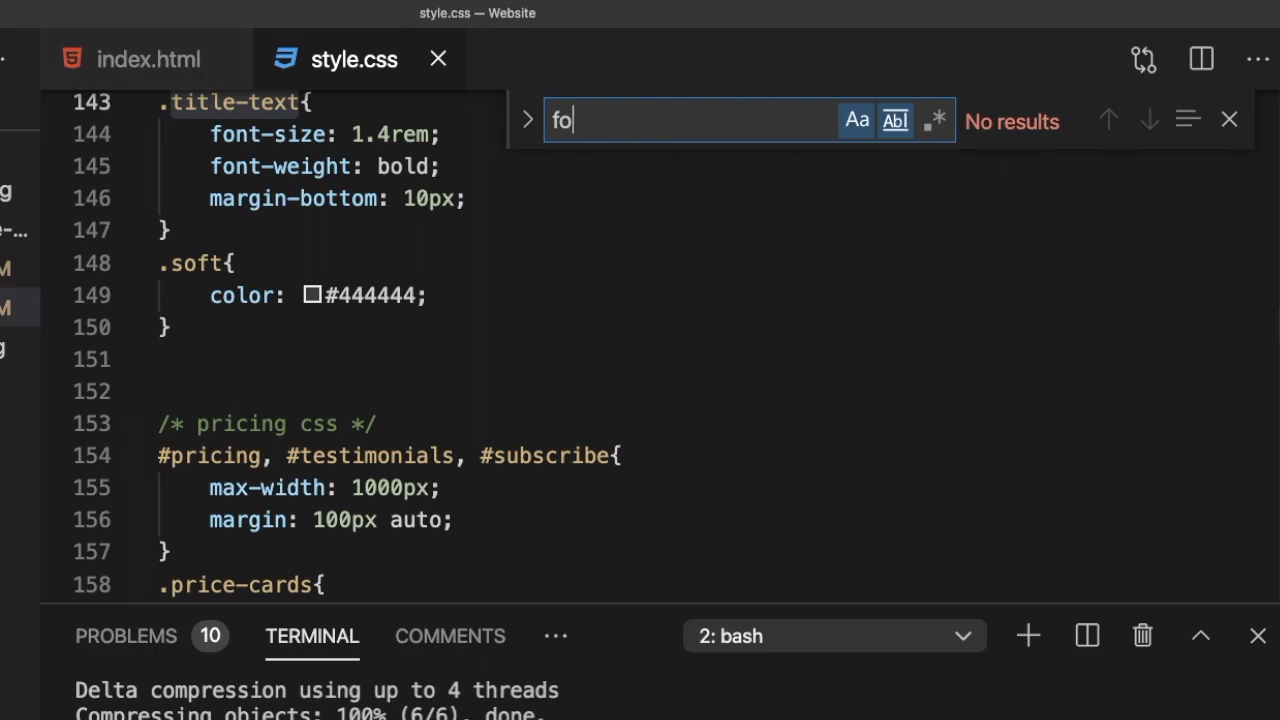 style.css — Website
index.html
style.css
fo
Aa
Abl
No results
143 .title-text{
144 font-size: 1.4rem;
145 font-weight: bold;
146 margin-bottom: 10px;
147 }
148 .soft{
149 color: #444444;
150 }
151
152
153 /* pricing css */
154 #pricing, #testimonials, #subscribe{
155 max-width: 1000px;
156 margin: 100px auto;
157 }
158 .price-cards{
g
e-...
M
M
g
PROBLEMS 10 TERMINAL COMMENTS ...
2: bash
Delta compression using up to 4 threads
Compressing objects: 100% (6/6), done.